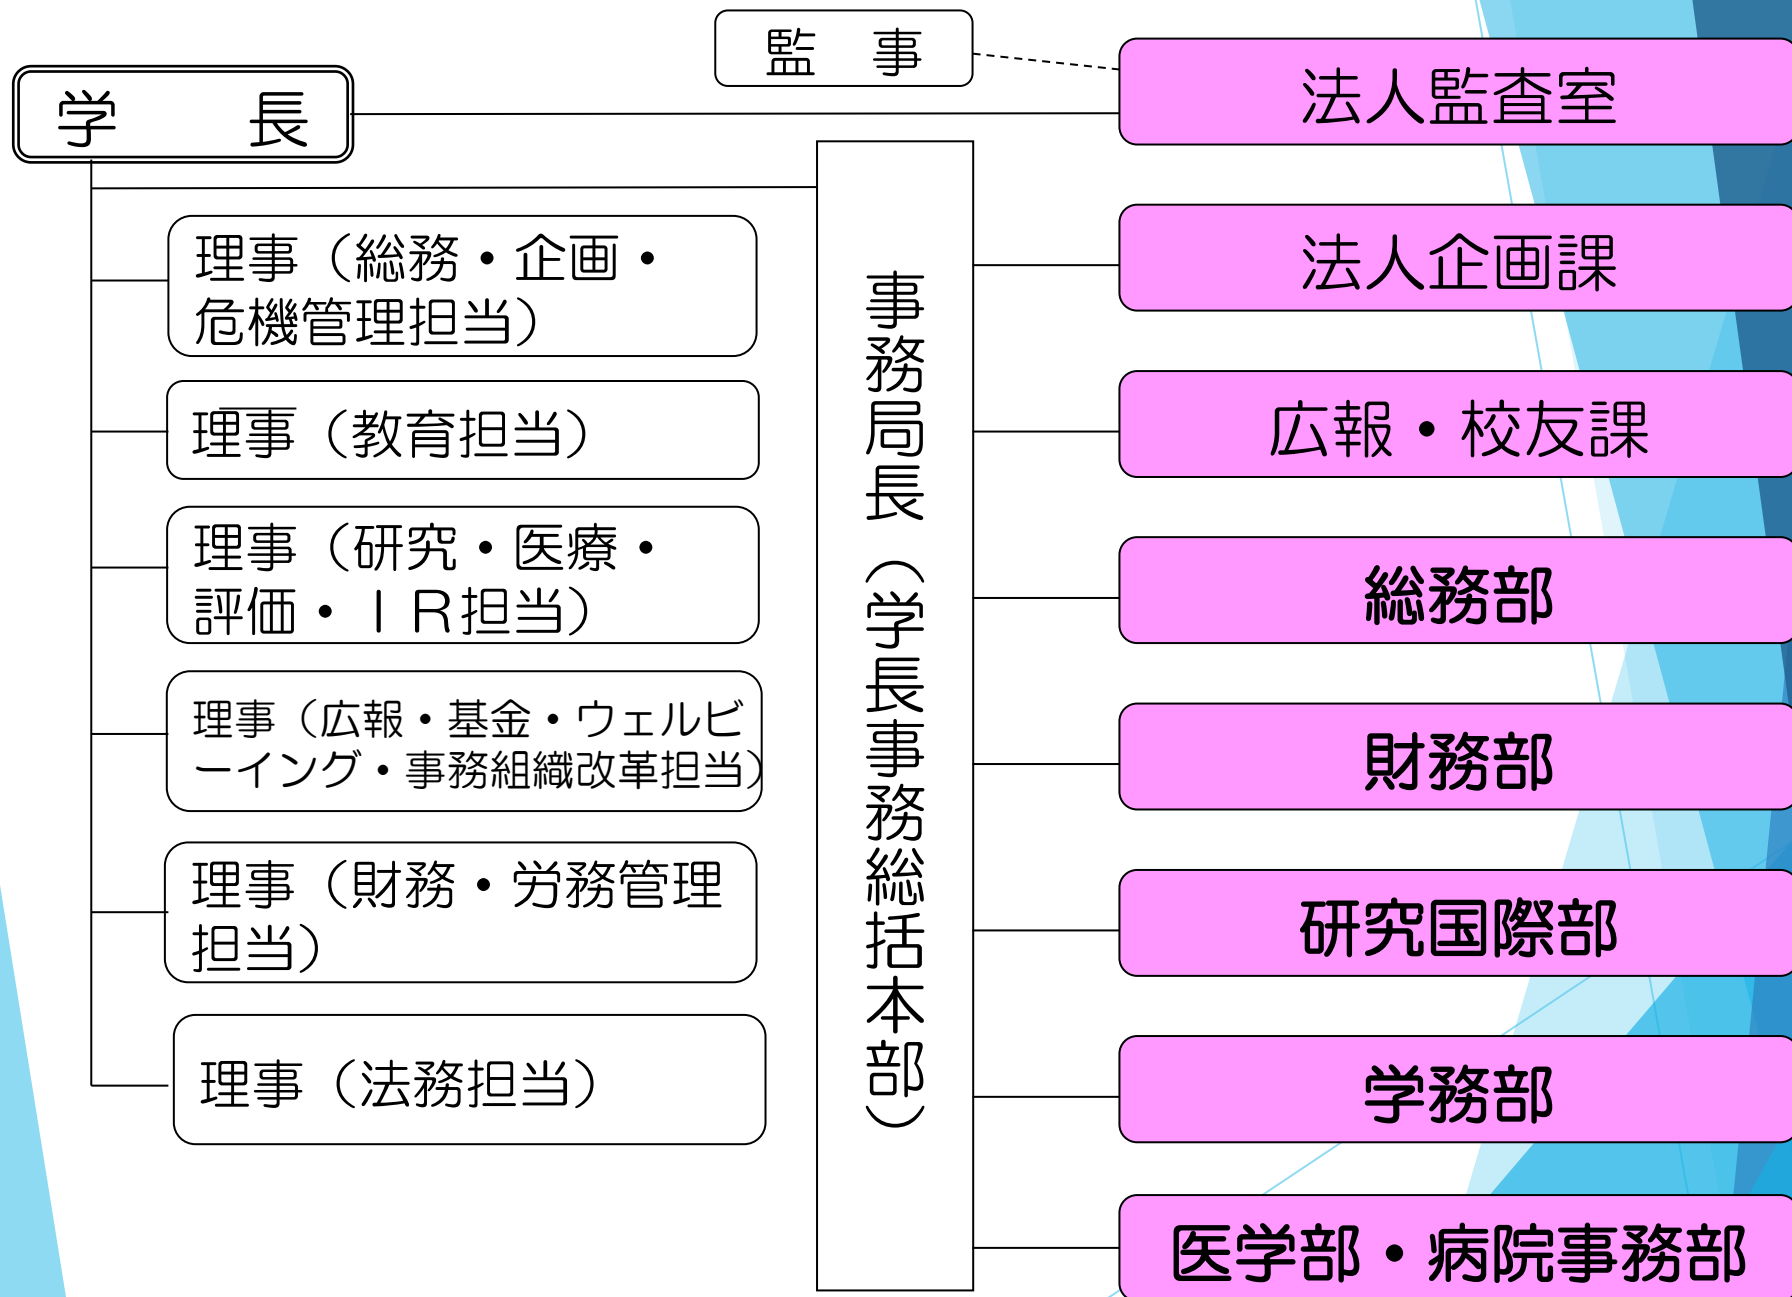 監　事
学　　長
理事（総務・企画・
危機管理担当）
理事（教育担当）
理事（研究・医療・
評価・ＩＲ担当）
理事（広報・基金・ウェルビ
ーイング・事務組織改革担当）
理事（財務・労務管理
担当）
理事（法務担当）
事務局長（学長事務総括本部）
法人監査室
法人企画課
広報・校友課
総務部
財務部
研究国際部
学務部
医学部・病院事務部